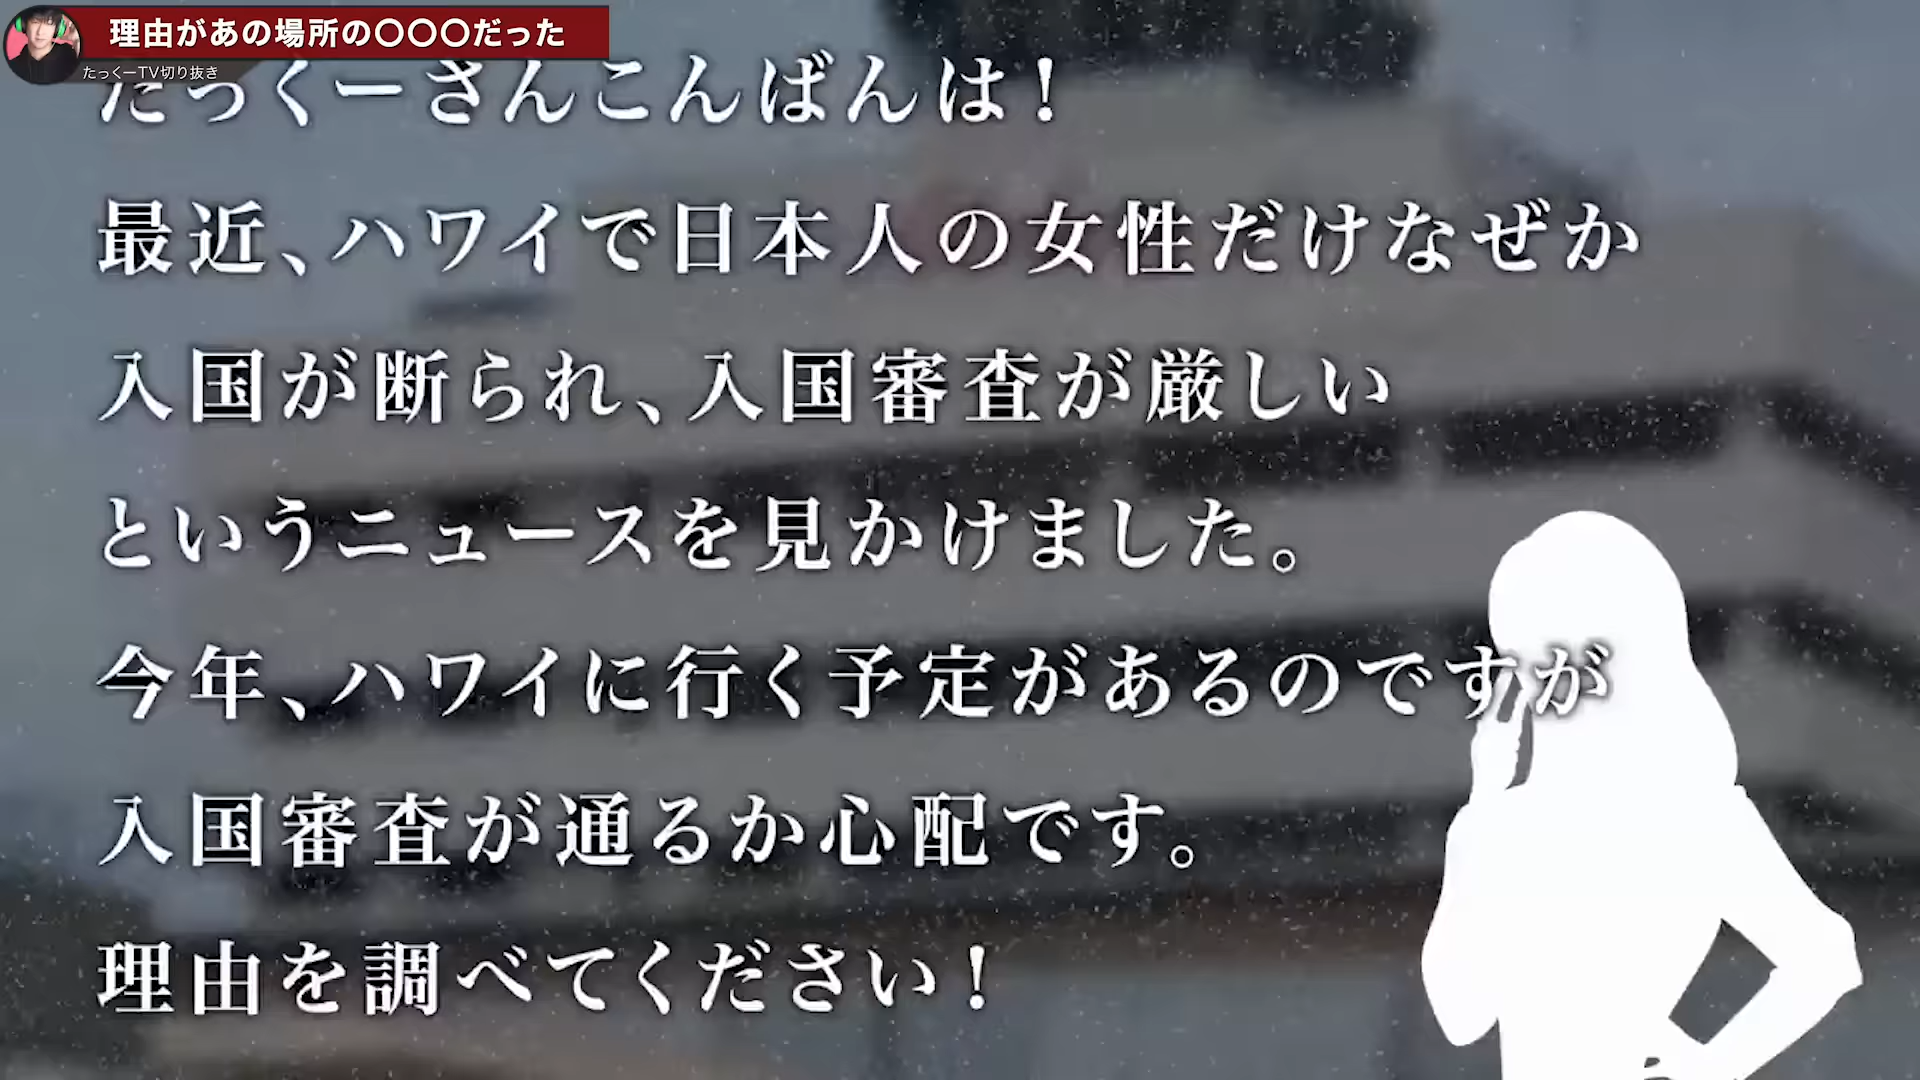 理由があの場所の〇〇〇だった
たっくーTV切り抜き
たっくーさんこんばんは！
最近、ハワイで日本人の女性だけなぜか
入国が断られ、入国審査が厳しい
というニュースを見かけました。
今年、ハワイに行く予定があるのですが
入国審査が通るか心配です。
理由を調べてください！